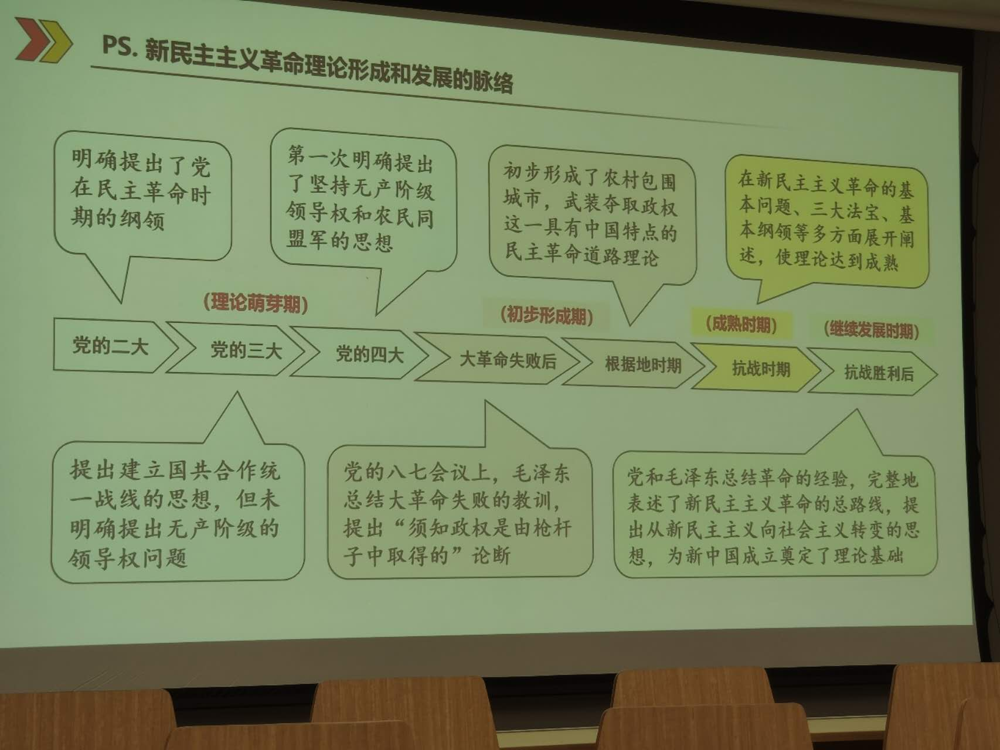 PS. 新民主主义革命理论形成和发展的脉络
明确提出了党
在民主革命时
期的纲领
第一次明确提出
了坚持无产阶级
领导权和农民同
盟军的思想
初步形成了农村包围
城市，武装夺取政权
这一具有中国特点的
民主革命道路理论
在新民主主义革命的基
本问题、三大法宝、基
本纲领等多方面展开阐
述，使理论达到成熟
(理论萌芽期)
(初步形成期)
(成熟时期)
(继续发展时期)
党的二大
党的三大
党的四大
大革命失败后
根据地时期
抗战时期
抗战胜利后
提出建立国共合作统
一战线的思想，但未
明确提出无产阶级的
领导权问题
党的八七会议上，毛泽东
总结大革命失败的教训，
提出“须知政权是由枪杆
子中取得的”论断
党和毛泽东总结革命的经验，完整地
表述了新民主主义革命的总路线，提
出从新民主主义向社会主义转变的思
想，为新中国成立奠定了理论基础